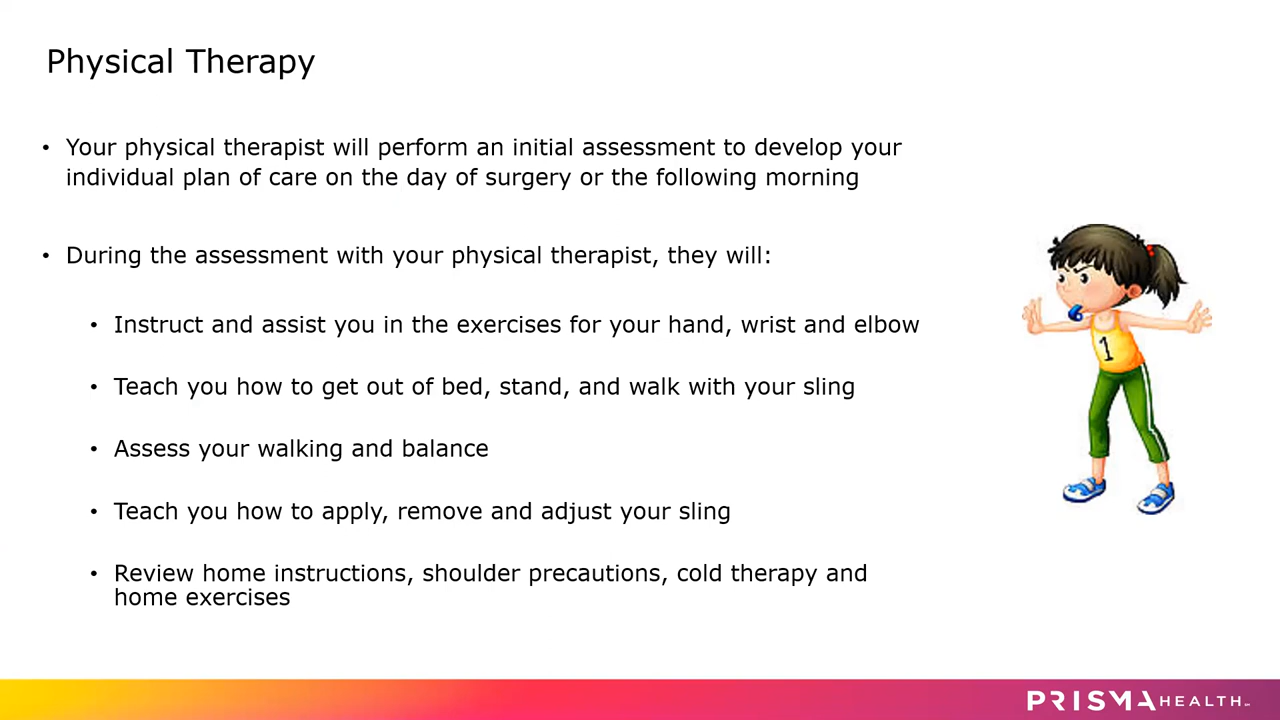 Physical Therapy
• Your physical therapist will perform an initial assessment to develop your
individual plan of care on the day of surgery or the following morning
• During the assessment with your physical therapist, they will:
• Instruct and assist you in the exercises for your hand, wrist and elbow
• Teach you how to get out of bed, stand, and walk with your sling
• Assess your walking and balance
• Teach you how to apply, remove and adjust your sling
• Review home instructions, shoulder precautions, cold therapy and
home exercises
1
PRISMA HEALTH